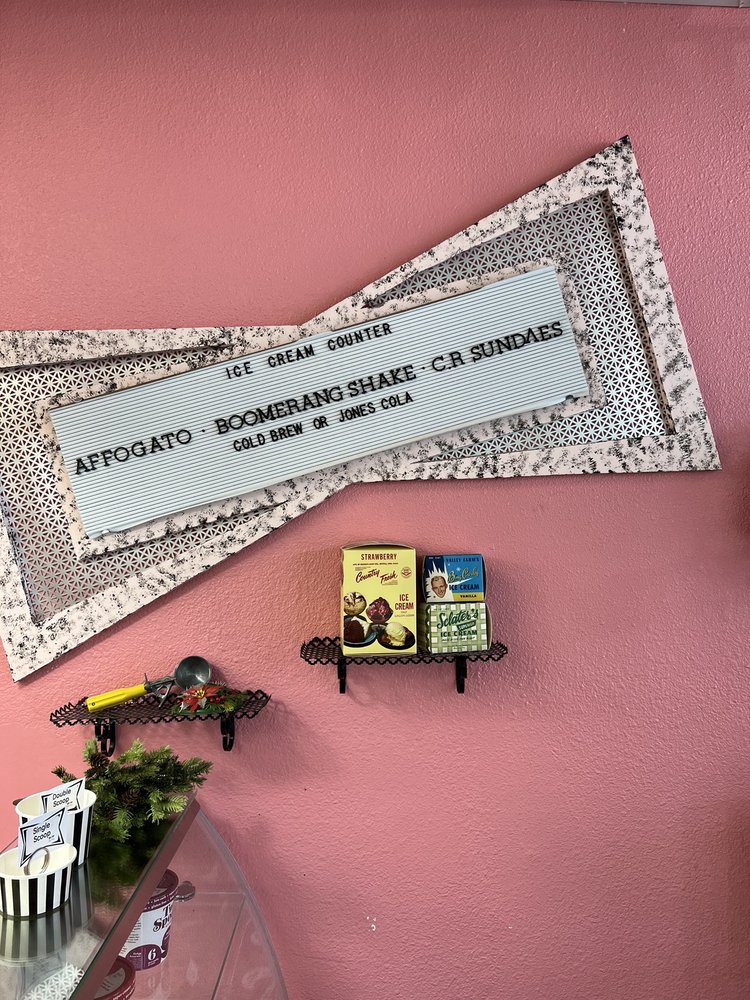 ICE CREAM COUNTER
AFFOGATO · BOOMERANG SHAKE · C.R SUNDAES
COLD BREW OR JONES COLA
STRAWBERRY
Country Fresh
ICE
CREAM
ICE CREAM
VANILLA
Sclater's
ICE CREAM
Double
Scoop
Single
Scoop
6